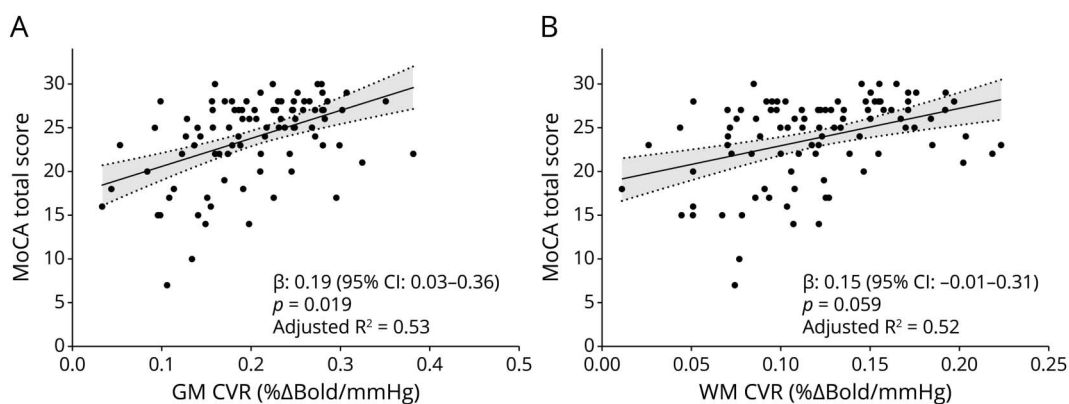 A
MoCA total score
30
25
20
15
10
5
0
β: 0.19 (95% CI: 0.03–0.36)
p = 0.019
Adjusted R² = 0.53
0.0 0.1 0.2 0.3 0.4 0.5
GM CVR (%ΔBold/mmHg)
B
MoCA total score
30
25
20
15
10
5
0
β: 0.15 (95% CI: –0.01–0.31)
p = 0.059
Adjusted R² = 0.52
0.00 0.05 0.10 0.15 0.20 0.25
WM CVR (%ΔBold/mmHg)